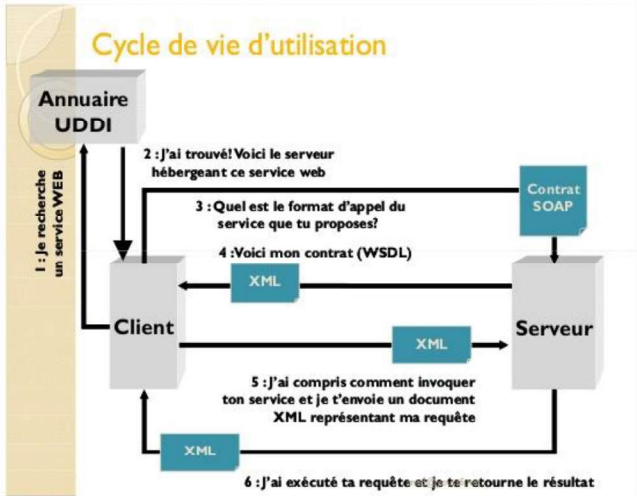 Cycle de vie d'utilisation
Annuaire
UDDI
1 : Je recherche
un service WEB
2 : J'ai trouvé! Voici le serveur
hébergeant ce service web
3 : Quel est le format d'appel du
service que tu proposes?
Contrat
SOAP
4 :Voici mon contrat (WSDL)
XML
Client
XML
Serveur
5 : J'ai compris comment invoquer
ton service et je t'envoie un document
XML représentant ma requête
XML
6 : J'ai exécuté ta requête et je te retourne le résultat